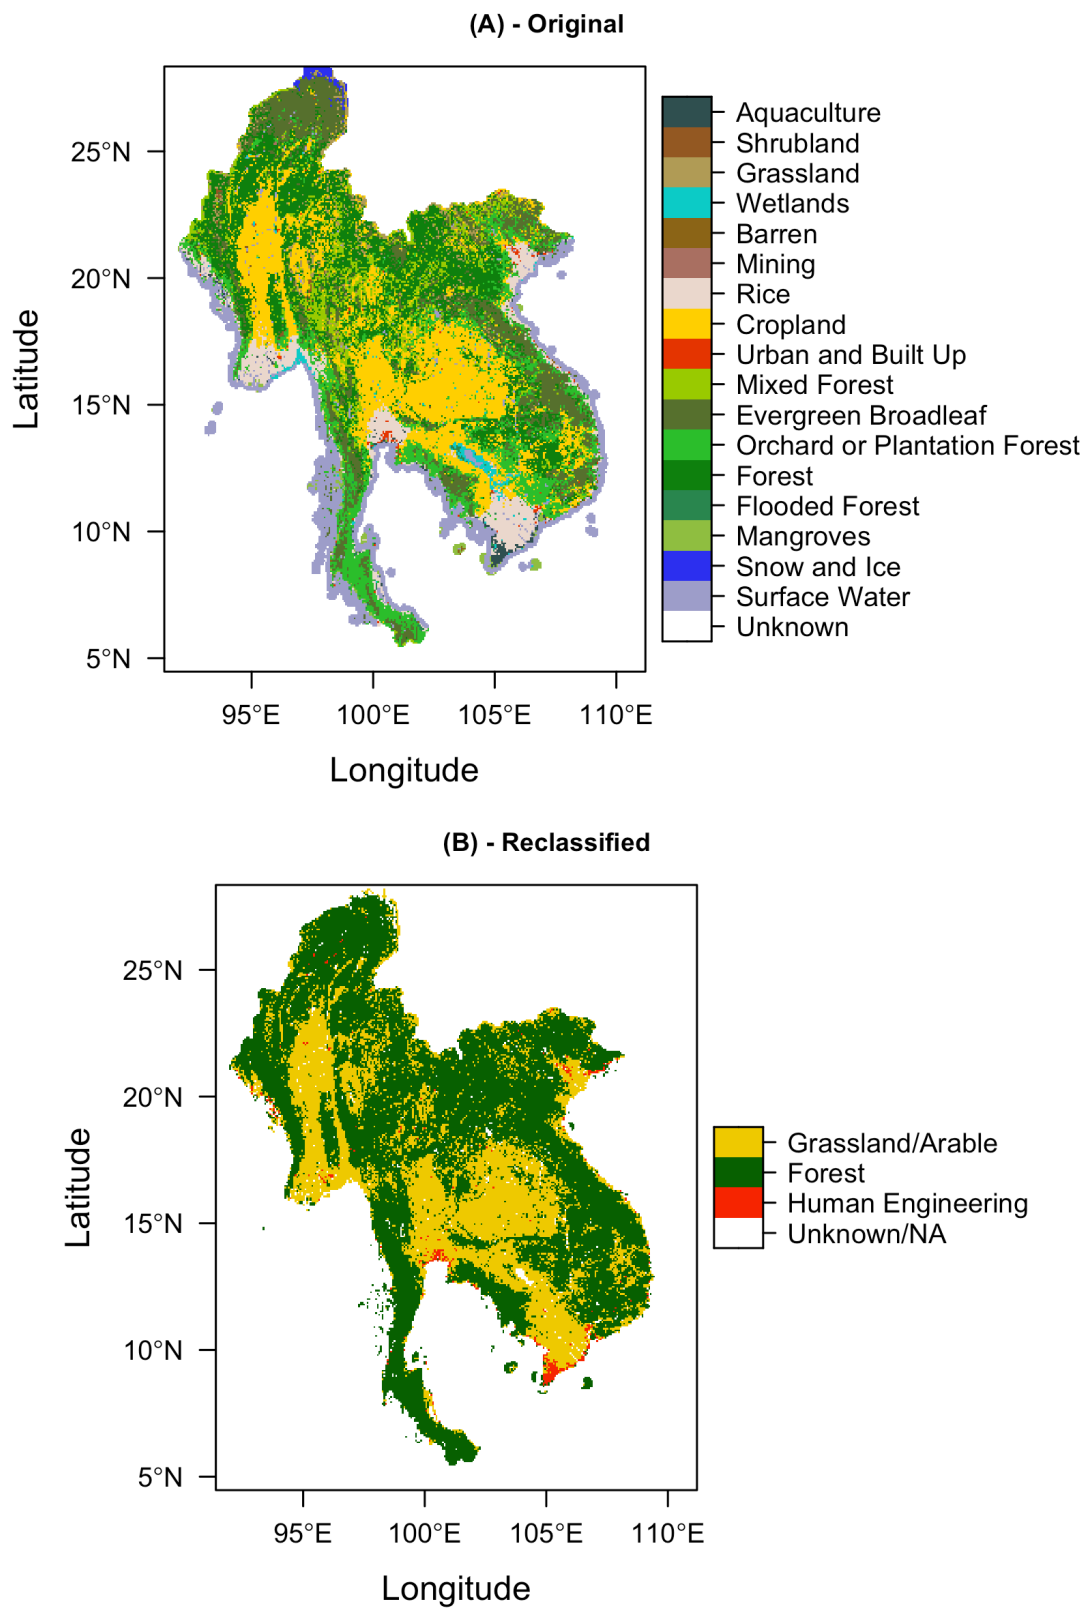 (A) - Original
Latitude
25°N
20°N
15°N
10°N
5°N
95°E
100°E
105°E
110°E
Longitude
Aquaculture
Shrubland
Grassland
Wetlands
Barren
Mining
Rice
Cropland
Urban and Built Up
Mixed Forest
Evergreen Broadleaf
Orchard or Plantation Forest
Forest
Flooded Forest
Mangroves
Snow and Ice
Surface Water
Unknown
(B) - Reclassified
Latitude
25°N
20°N
15°N
10°N
5°N
95°E
100°E
105°E
110°E
Longitude
Grassland/Arable
Forest
Human Engineering
Unknown/NA